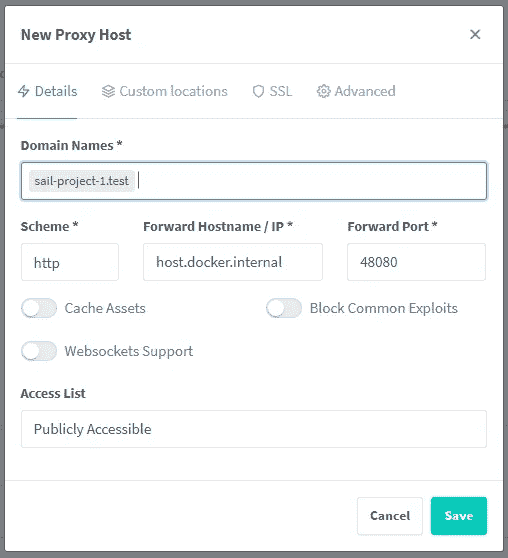 New Proxy Host
Details Custom locations SSL Advanced
Domain Names *
sail-project-1.test
Scheme * Forward Hostname / IP * Forward Port *
http host.docker.internal 48080
Cache Assets Block Common Exploits
Websockets Support
Access List
Publicly Accessible
Cancel Save